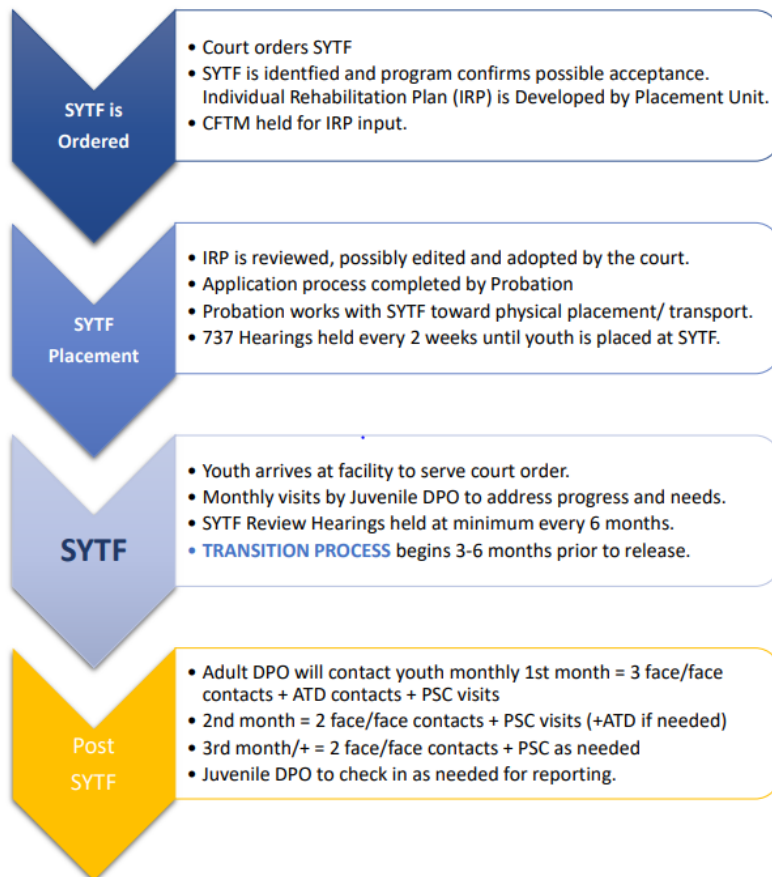 SYTF is
Ordered
• Court orders SYTF
• SYTF is identfied and program confirms possible acceptance.
Individual Rehabilitation Plan (IRP) is Developed by Placement Unit.
• CFTM held for IRP input.
SYTF
Placement
• IRP is reviewed, possibly edited and adopted by the court.
• Application process completed by Probation
• Probation works with SYTF toward physical placement/ transport.
• 737 Hearings held every 2 weeks until youth is placed at SYTF.
SYTF
• Youth arrives at facility to serve court order.
• Monthly visits by Juvenile DPO to address progress and needs.
• SYTF Review Hearings held at minimum every 6 months.
• TRANSITION PROCESS begins 3-6 months prior to release.
Post
SYTF
• Adult DPO will contact youth monthly 1st month = 3 face/face
contacts + ATD contacts + PSC visits
• 2nd month = 2 face/face contacts + PSC visits (+ATD if needed)
• 3rd month/+ = 2 face/face contacts + PSC as needed
• Juvenile DPO to check in as needed for reporting.